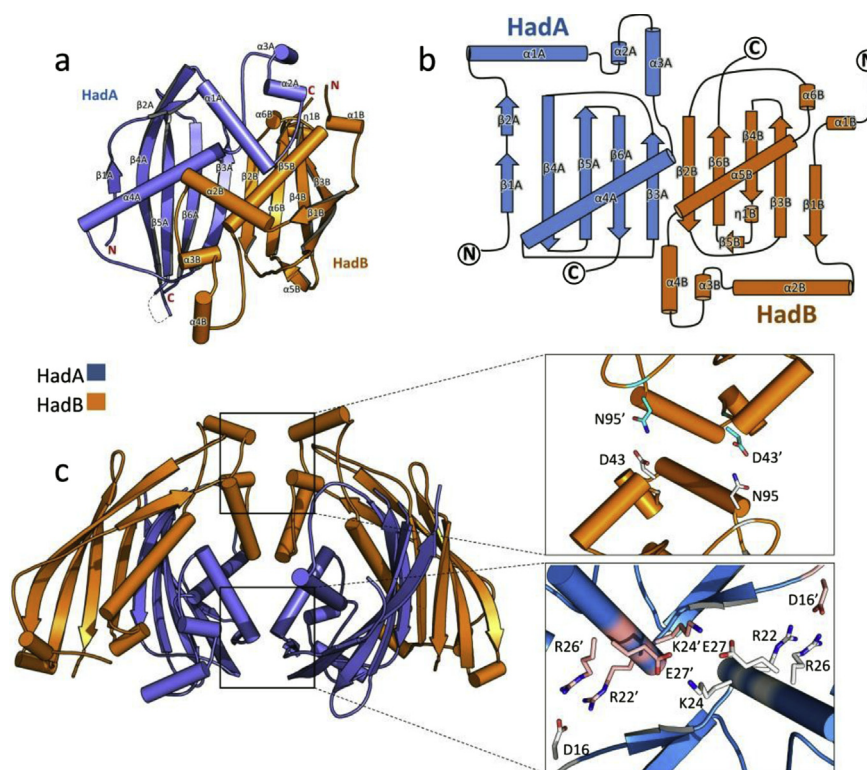 a
HadA
α3A
α2A
C
N
β2A
α1A
α6B
η1B
α1B
β4A
β3A
β5B
β2B
β3B
β1A
α4A
α2B
α6B
β4B
β1B
β5A
β6A
N
α3B
HadB
α5B
C
α4B
b
HadA
α1A
α2A
α3A
C
N
α6B
α1B
β2A
β4A
β5A
β6A
β2B
β6B
β4B
α5B
β1A
α4A
β3A
η1B
β3B
β1B
β5B
N
C
α4B
α3B
α2B
HadB
HadA
HadB
c
N95’
D43’
D43
N95
D16’
R26’
K24’
E27
R22
E27’
R26
R22’
K24
D16